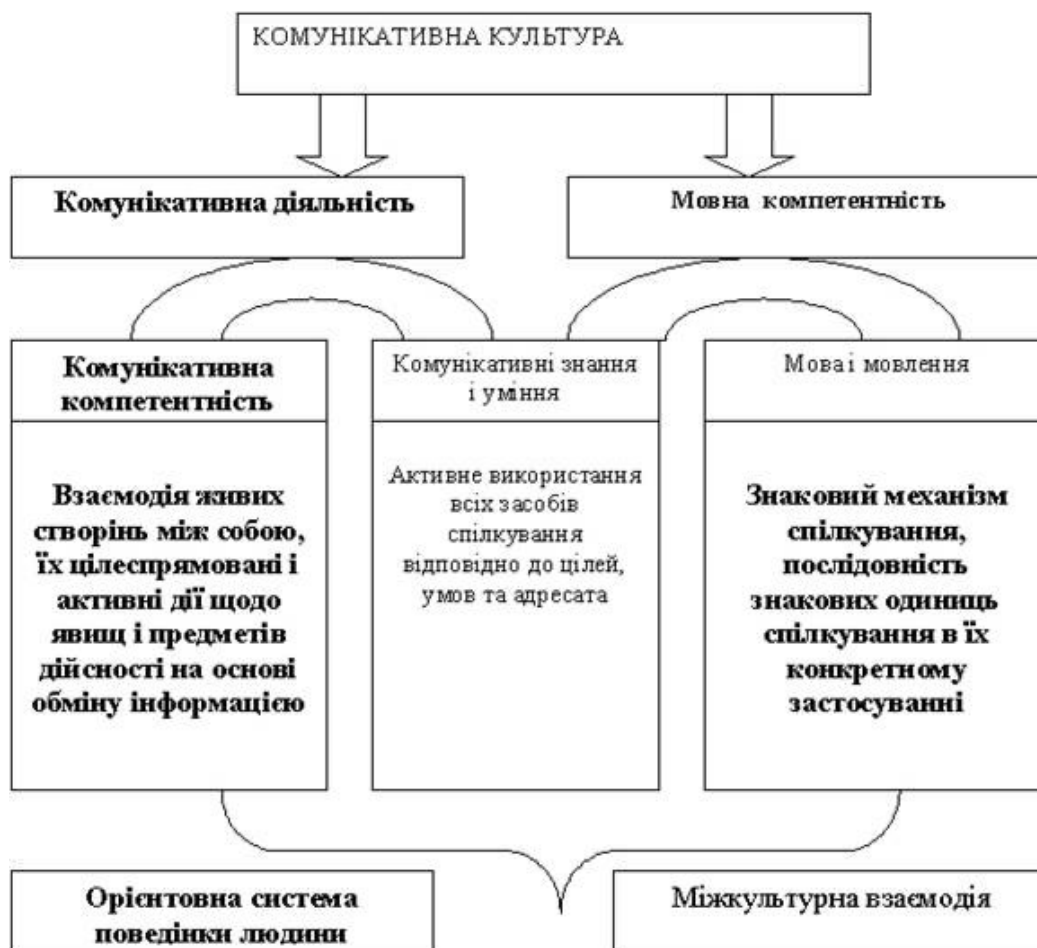 КОМУНІКАТИВНА КУЛЬТУРА
Комунікативна діяльність
Мовна компетентність
Комунікативна
компетентність
Взаємодія живих
створінь між собою,
їх цілеспрямовані і
активні дії щодо
явищ і предметів
дійсності на основі
обміну інформацією
Комунікативні знання
і уміння
Активне використання
всіх засобів
спілкування
відповідно до цілей,
умов та адресата
Мова і мовлення
Знаковий механізм
спілкування,
послідовність
знакових одиниць
спілкування в їх
конкретному
застосуванні
Орієнтовна система
поведінки людини
Міжкультурна взаємодія